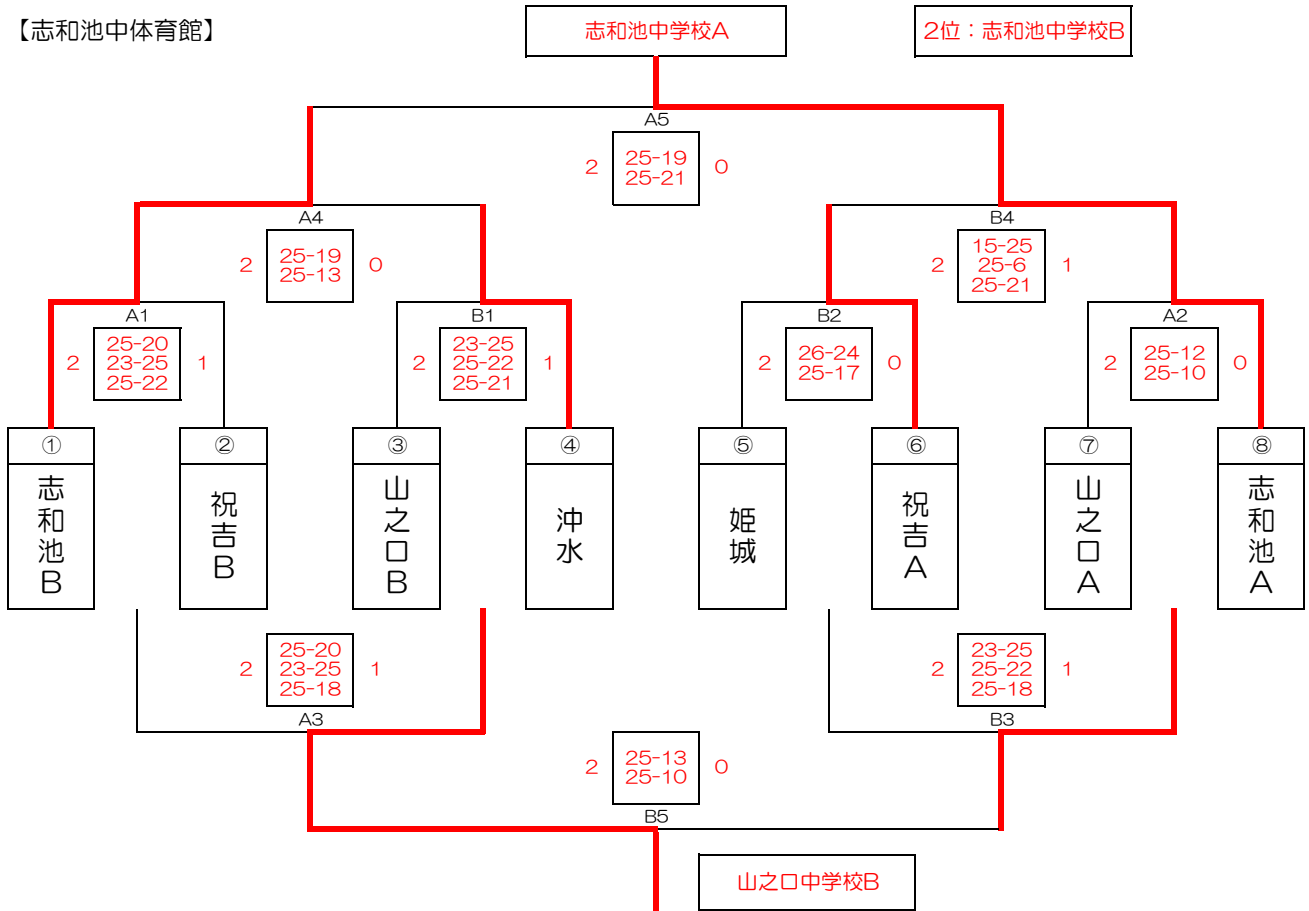 【志和池中体育館】
志和池中学校A
2位：志和池中学校B
A5
2
25-19
25-21
0
A4
2
25-19
25-13
0
B4
2
15-25
25-6
25-21
1
A1
2
25-20
23-25
25-22
1
B1
2
23-25
25-22
25-21
1
B2
2
26-24
25-17
0
A2
2
25-12
25-10
0
①
志和池B
②
祝吉B
③
山之口B
④
沖水
⑤
姫城
⑥
祝吉A
⑦
山之口A
⑧
志和池A
2
25-20
23-25
25-18
1
A3
2
23-25
25-22
25-18
1
B3
2
25-13
25-10
0
B5
山之口中学校B